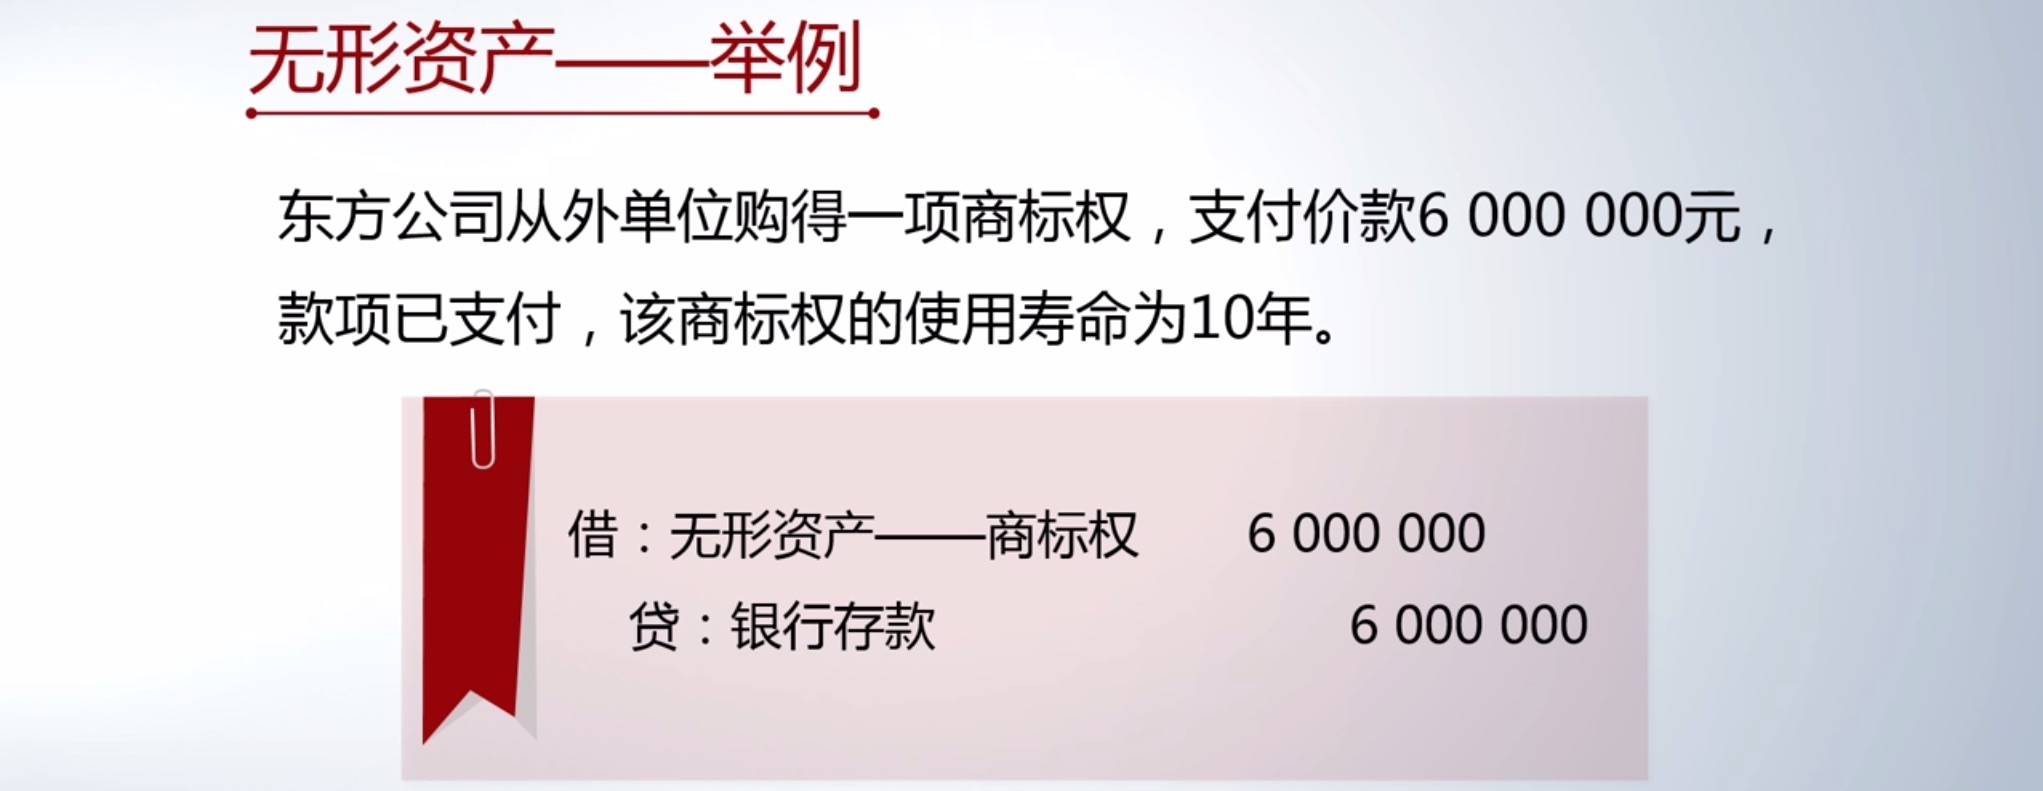 无形资产——举例
东方公司从外单位购得一项商标权，支付价款6 000 000元，
款项已支付，该商标权的使用寿命为10年。
借：无形资产——商标权 6 000 000
贷：银行存款 6 000 000